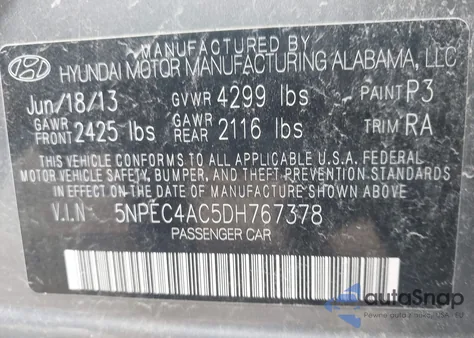 MANUFACTURED BY
HYUNDAI MOTOR MANUFACTURING ALABAMA, LLC
Jun/18/13 GVWR 4299 lbs PAINT P3
GAWR FRONT 2425 lbs GAWR REAR 2116 lbs TRIM RA
THIS VEHICLE CONFORMS TO ALL APPLICABLE U.S.A. FEDERAL
MOTOR VEHICLE SAFETY, BUMPER, AND THEFT PREVENTION
STANDARDS IN EFFECT ON THE DATE OF MANUFACTURE SHOWN ABOVE
V.I.N - 5NPEC4AC5DH767378
PASSENGER CAR
autoSnap
Pewne auto z